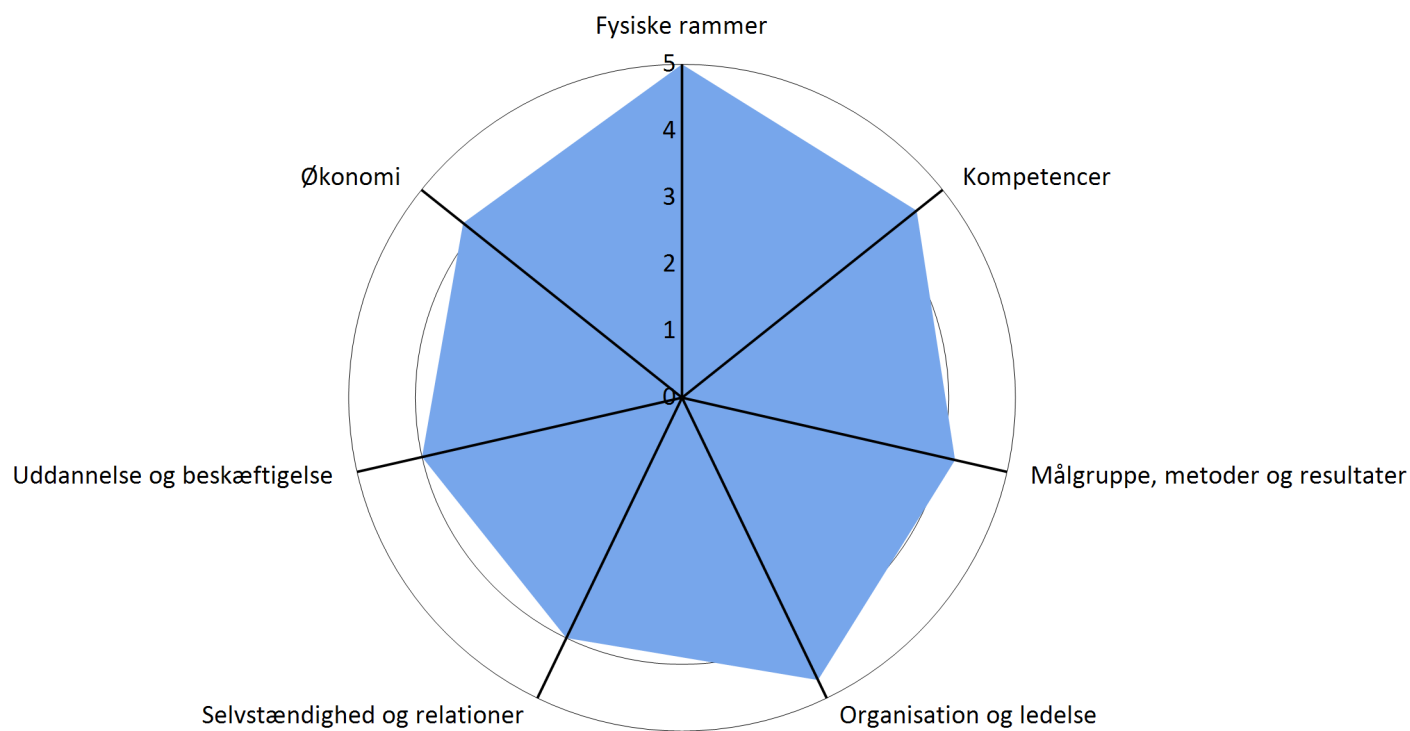 Fysiske rammer
5
4
Økonomi
Kompetencer
3
2
1
0
Uddannelse og beskæftigelse
Målgruppe, metoder og resultater
Selvstændighed og relationer
Organisation og ledelse